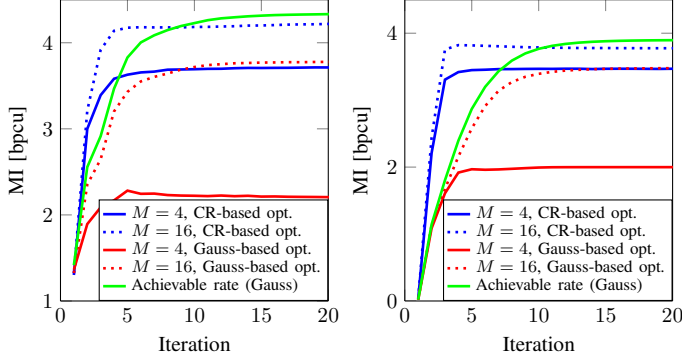 4
3
2
1
0
5
10
15
20
MI [bpcu]
Iteration
M = 4, CR-based opt.
M = 16, CR-based opt.
M = 4, Gauss-based opt.
M = 16, Gauss-based opt.
Achievable rate (Gauss)
4
2
0
0
5
10
15
20
MI [bpcu]
Iteration
M = 4, CR-based opt.
M = 16, CR-based opt.
M = 4, Gauss-based opt.
M = 16, Gauss-based opt.
Achievable rate (Gauss)